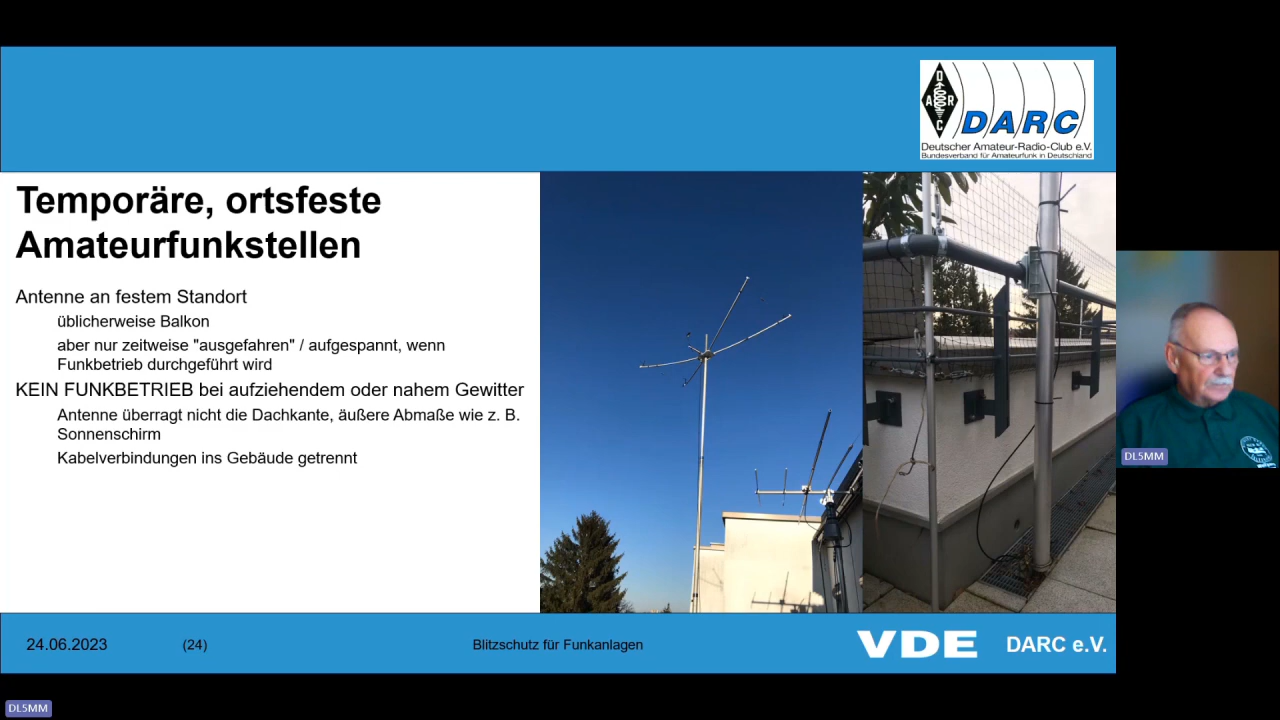 D
A R
C
DARC
Deutscher Amateur-Radio-Club e.V.
Bundesverband für Amateurfunk in Deutschland
Temporäre, ortsfeste
Amateurfunkstellen
Antenne an festem Standort
üblicherweise Balkon
aber nur zeitweise "ausgefahren" / aufgespannt, wenn
Funkbetrieb durchgeführt wird
KEIN FUNKBETRIEB bei aufziehendem oder nahem Gewitter
Antenne überragt nicht die Dachkante, äußere Abmaße wie z. B.
Sonnenschirm
Kabelverbindungen ins Gebäude getrennt
DL5MM
24.06.2023
(24)
Blitzschutz für Funkanlagen
VDE
DARC e.V.
DL5MM